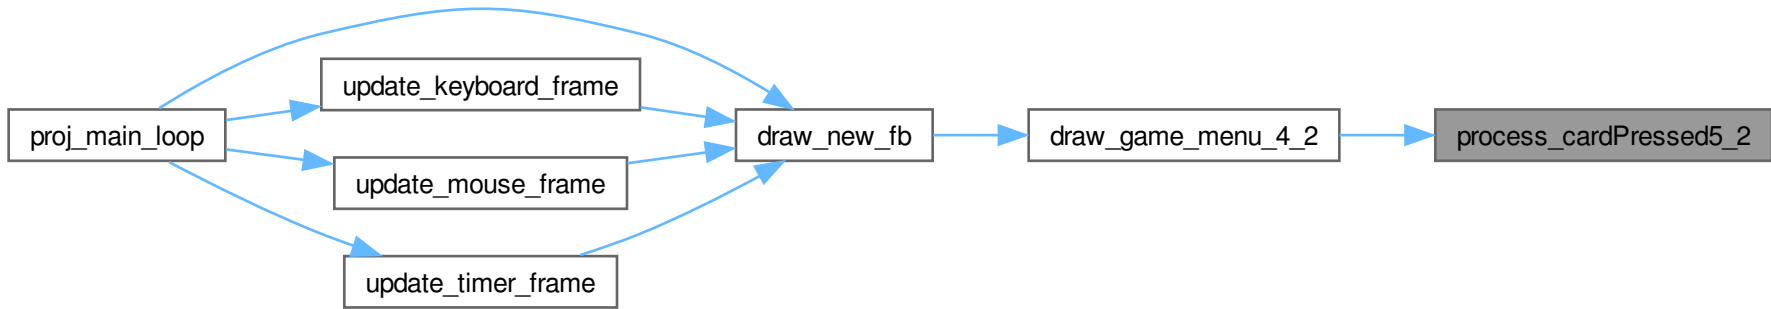 proj_main_loop
update_keyboard_frame
update_mouse_frame
update_timer_frame
draw_new_fb
draw_game_menu_4_2
process_cardPressed5_2